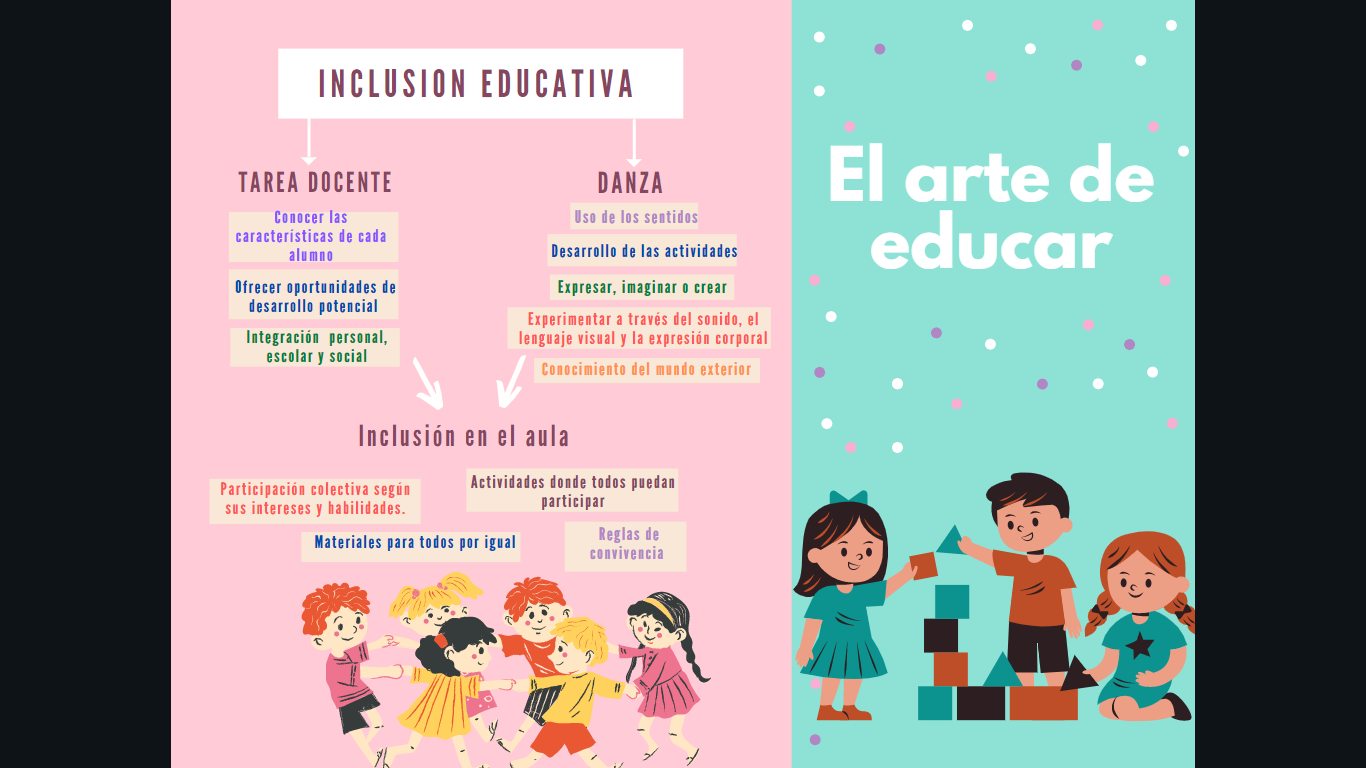 INCLUSION EDUCATIVA
TAREA DOCENTE
Conocer las
caracteristicas de cada
alumno
Ofrecer oportunidades de
desarrollo potencial
Integración personal,
escolar y social
DANZA
Uso de los sentidos
Desarrollo de las actividades
Expresar, imaginar o crear
Experimentar a través del sonido, el
lenguaje visual y la expresión corporal
Conocimiento del mundo exterior
Inclusión en el aula
Participación colectiva según
sus intereses y habilidades.
Actividades donde todos puedan
participar
Materiales para todos por igual
Reglas de
convivencia
El arte de
educar